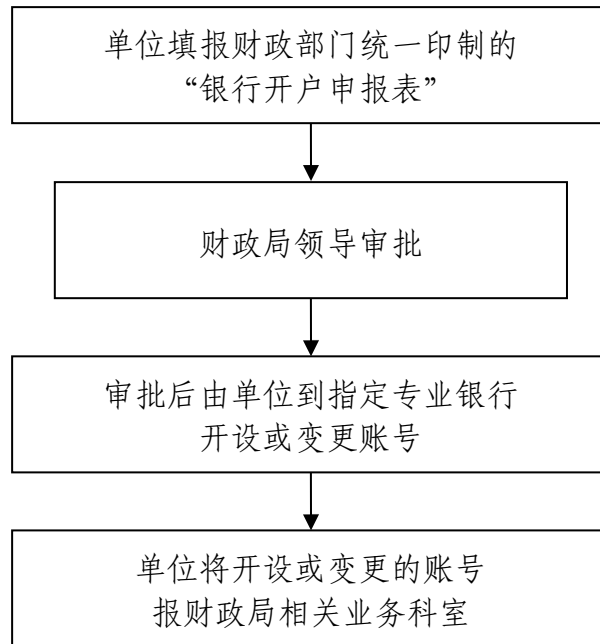 单位填报财政部门统一印制的
“银行开户申报表”
财政局领导审批
审批后由单位到指定专业银行
开设或变更账号
单位将开设或变更的账号
报财政局相关业务科室